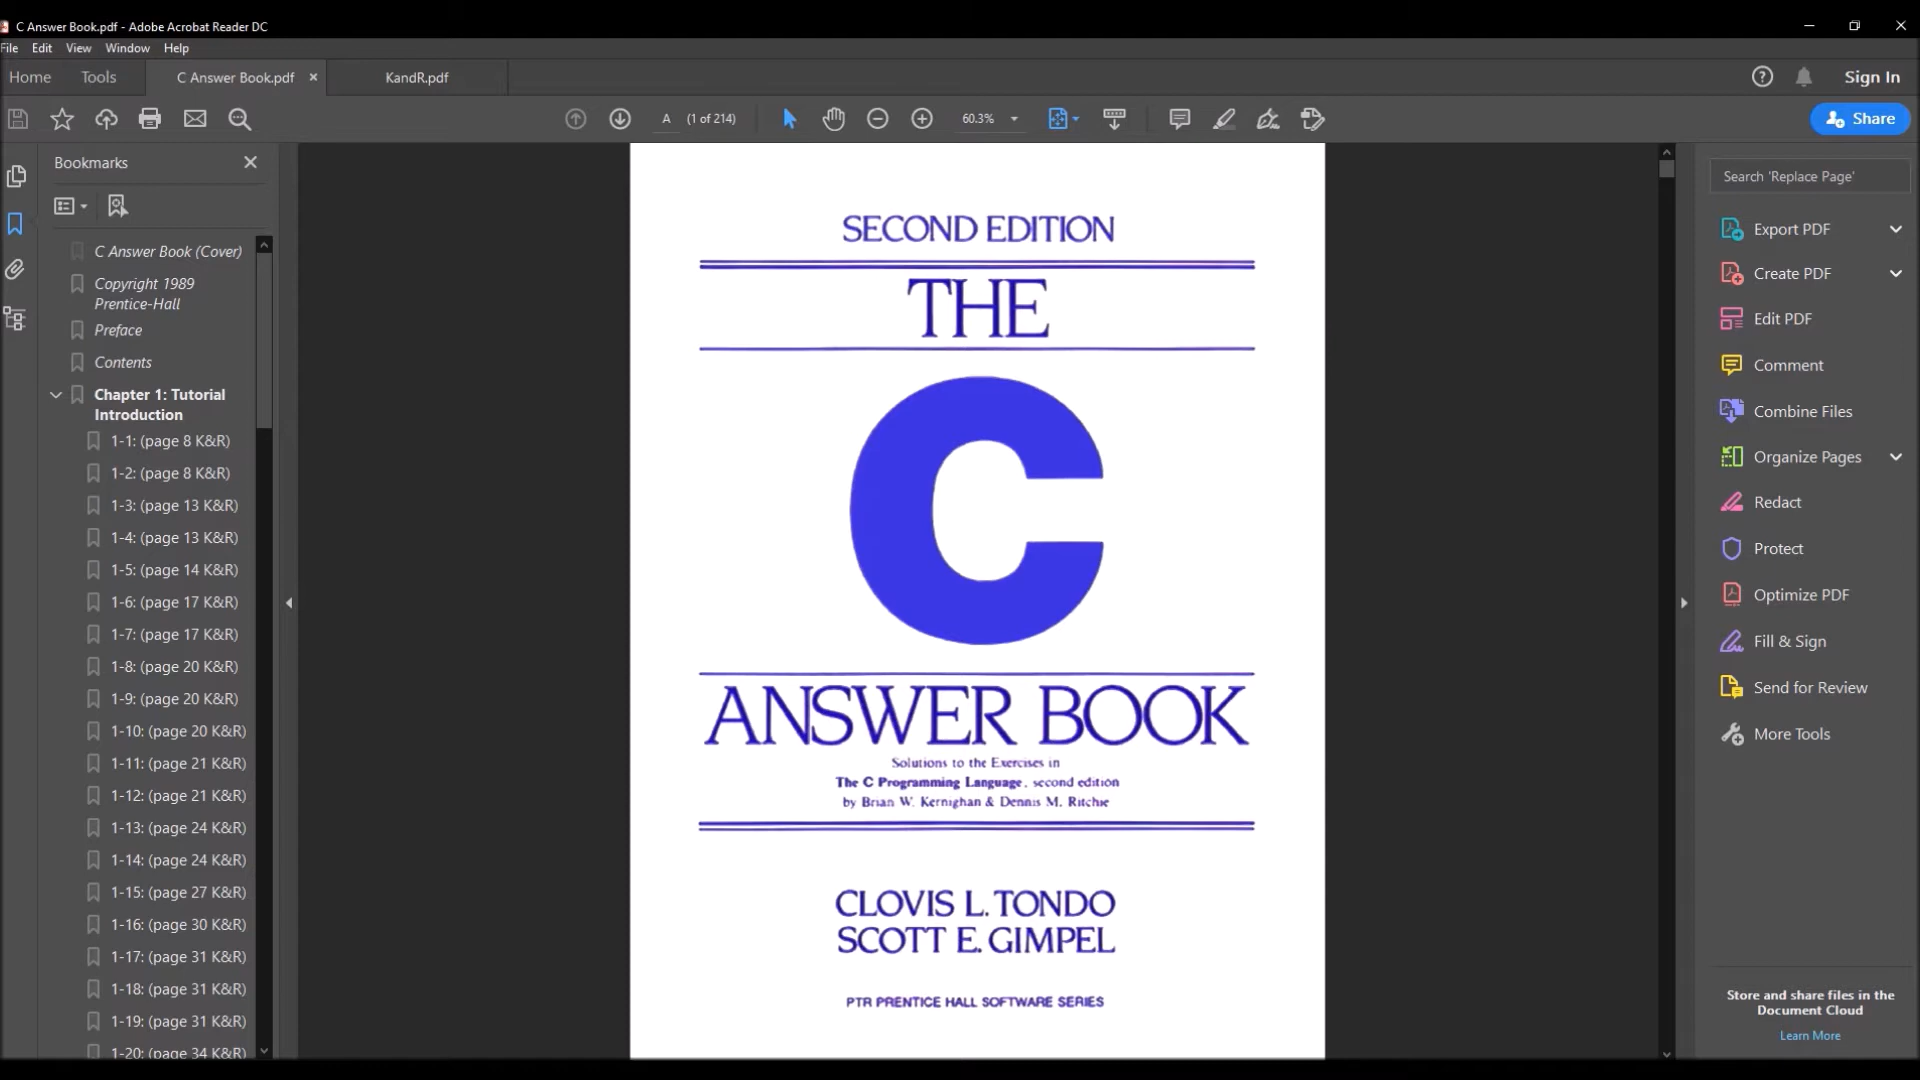 C Answer Book.pdf - Adobe Acrobat Reader DC
File Edit View Window Help
Home Tools C Answer Book.pdf × KandR.pdf Sign In
A (1 of 214) 60.3% Share
Bookmarks
C Answer Book (Cover)
Copyright 1989
Prentice-Hall
Preface
Contents
Chapter 1: Tutorial
Introduction
1-1: (page 8 K&R)
1-2: (page 8 K&R)
1-3: (page 13 K&R)
1-4: (page 13 K&R)
1-5: (page 14 K&R)
1-6: (page 17 K&R)
1-7: (page 17 K&R)
1-8: (page 20 K&R)
1-9: (page 20 K&R)
1-10: (page 20 K&R)
1-11: (page 21 K&R)
1-12: (page 21 K&R)
1-13: (page 24 K&R)
1-14: (page 24 K&R)
1-15: (page 27 K&R)
1-16: (page 30 K&R)
1-17: (page 31 K&R)
1-18: (page 31 K&R)
1-19: (page 31 K&R)
1-20: (page 34 K&R)
SECOND EDITION
THE
C
ANSWER BOOK
Solutions to the Exercises in
The C Programming Language, second edition
by Brian W. Kernighan & Dennis M. Ritchie
CLOVIS L. TONDO
SCOTT E. GIMPEL
PTR PRENTICE HALL SOFTWARE SERIES
Search 'Replace Page'
Export PDF
Create PDF
Edit PDF
Comment
Combine Files
Organize Pages
Redact
Protect
Optimize PDF
Fill & Sign
Send for Review
More Tools
Store and share files in the
Document Cloud
Learn More